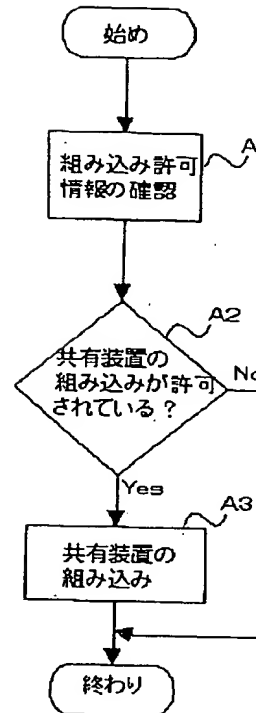 始め
A
組み込み許可
情報の確認
A2
共有装置の
組み込みが許可
されている？
No
Yes
A3
共有装置の
組み込み
終わり